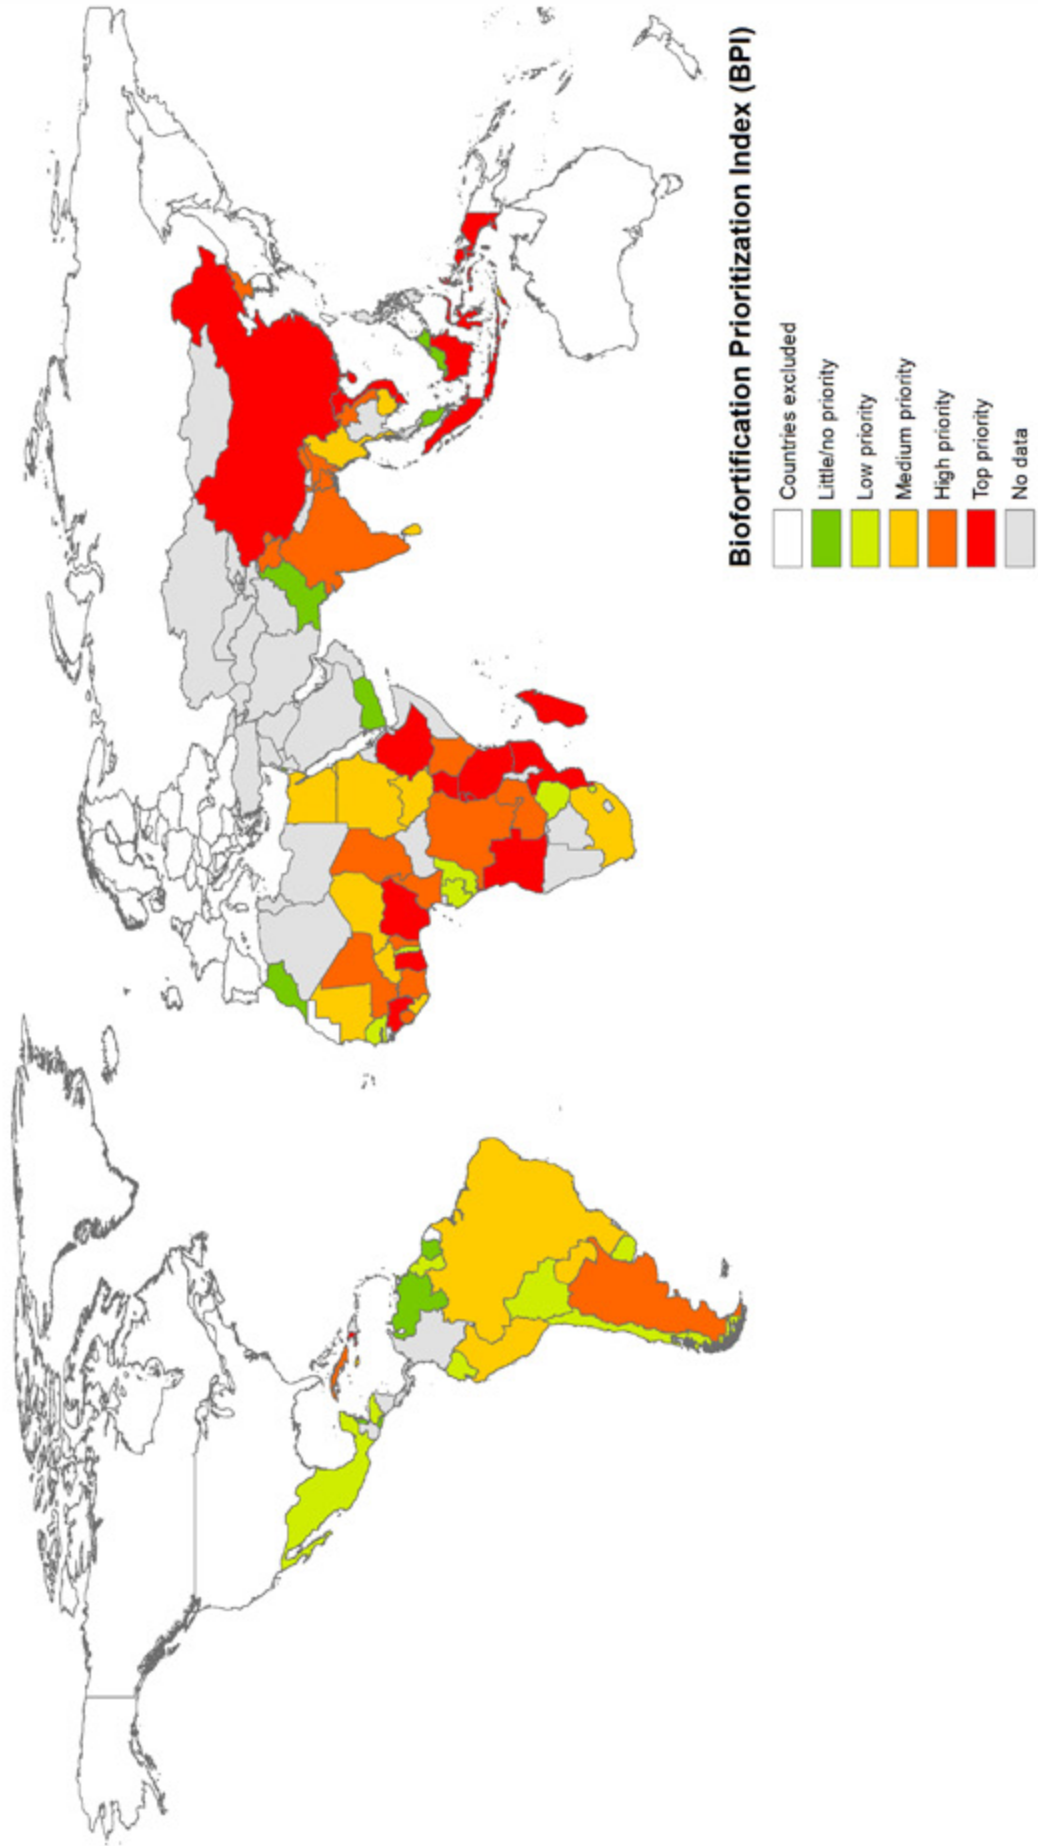 Biofortification Prioritization Index (BPI)
Countries excluded
Little/no priority
Low priority
Medium priority
High priority
Top priority
No data